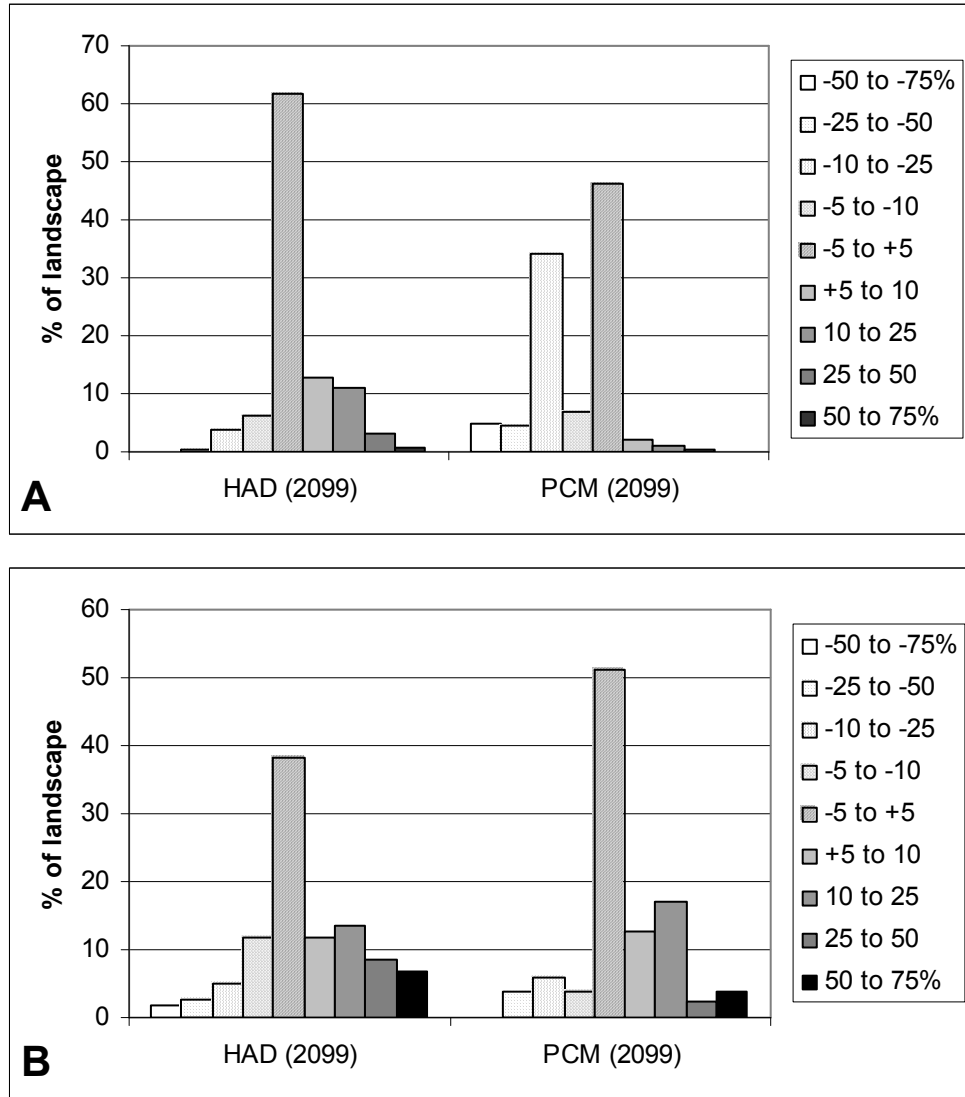 70
60
50
40
30
20
10
0
% of landscape
HAD (2099)
PCM (2099)
A
-50 to -75%
-25 to -50
-10 to -25
-5 to -10
-5 to +5
+5 to 10
10 to 25
25 to 50
50 to 75%
60
50
40
30
20
10
0
% of landscape
HAD (2099)
PCM (2099)
B
-50 to -75%
-25 to -50
-10 to -25
-5 to -10
-5 to +5
+5 to 10
10 to 25
25 to 50
50 to 75%